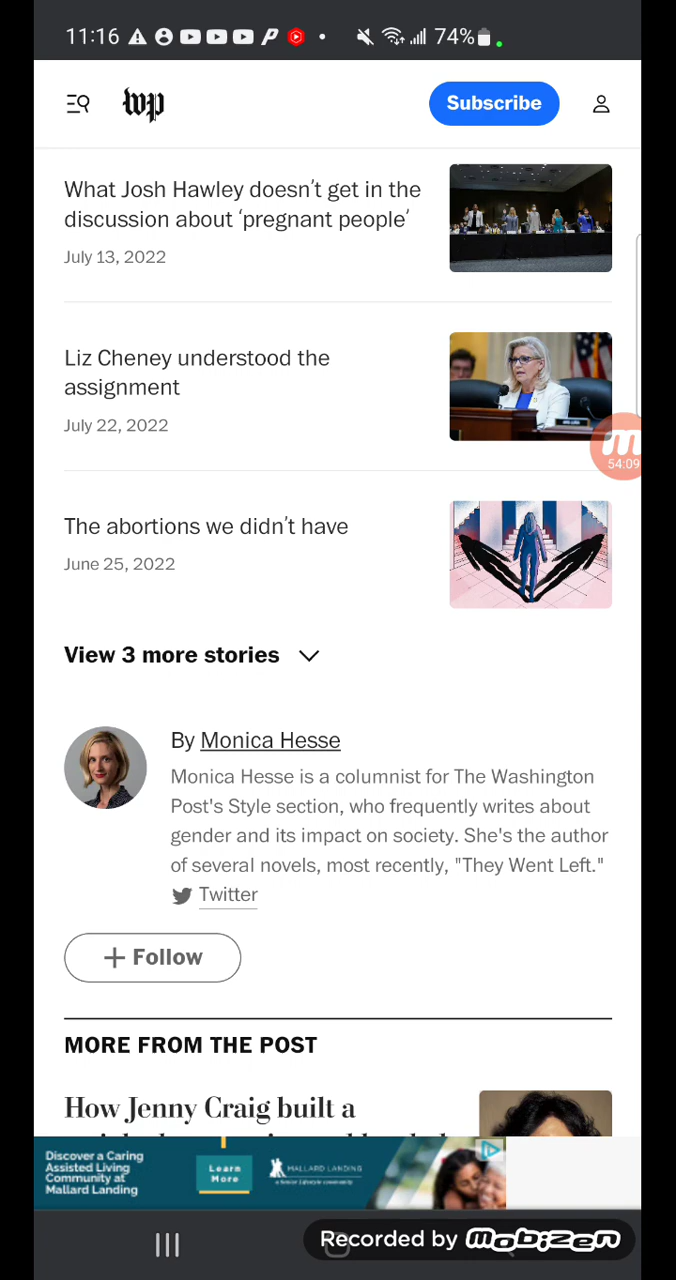 11:16 74%
wp
Subscribe
What Josh Hawley doesn't get in the
discussion about 'pregnant people'
July 13, 2022
Liz Cheney understood the
assignment
July 22, 2022
54:09
The abortions we didn't have
June 25, 2022
View 3 more stories
By Monica Hesse
Monica Hesse is a columnist for The Washington
Post's Style section, who frequently writes about
gender and its impact on society. She's the author
of several novels, most recently, "They Went Left."
Twitter
+ Follow
MORE FROM THE POST
How Jenny Craig built a
Discover a Caring
Assisted Living
Community at
Mallard Landing
Learn
More
MALLARD LANDING
a Senior Lifestyle community
Recorded by mobizen